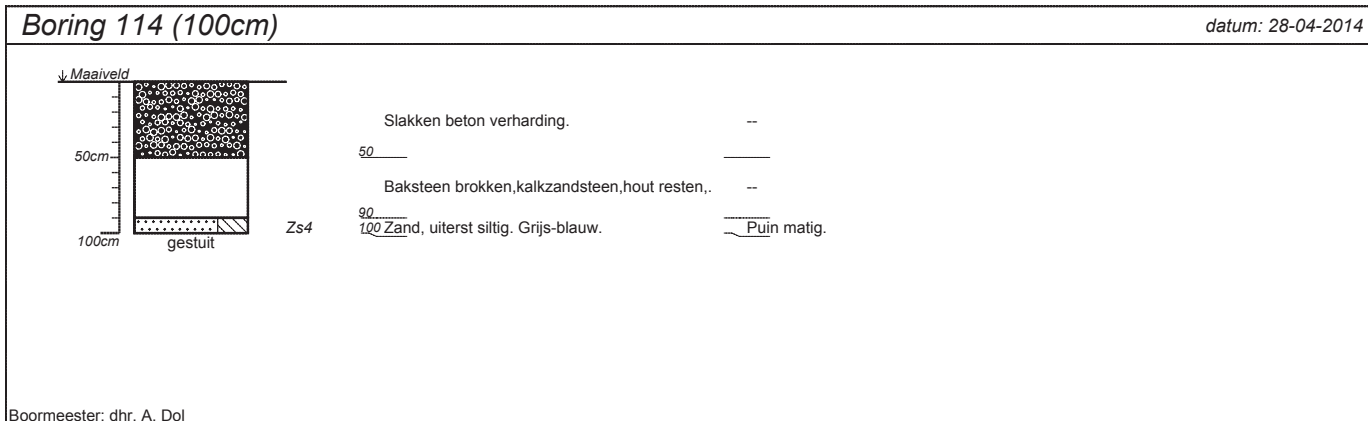 Boring 114 (100cm) datum: 28-04-2014
Maaiveld
Slakken beton verharding. --
50cm 50
Baksteen brokken,kalkzandsteen,hout resten,. --
90
Zs4 100 Zand, uiterst siltig. Grijs-blauw. Puin matig.
100cm gestuit
Boormeester: dhr. A. Dol